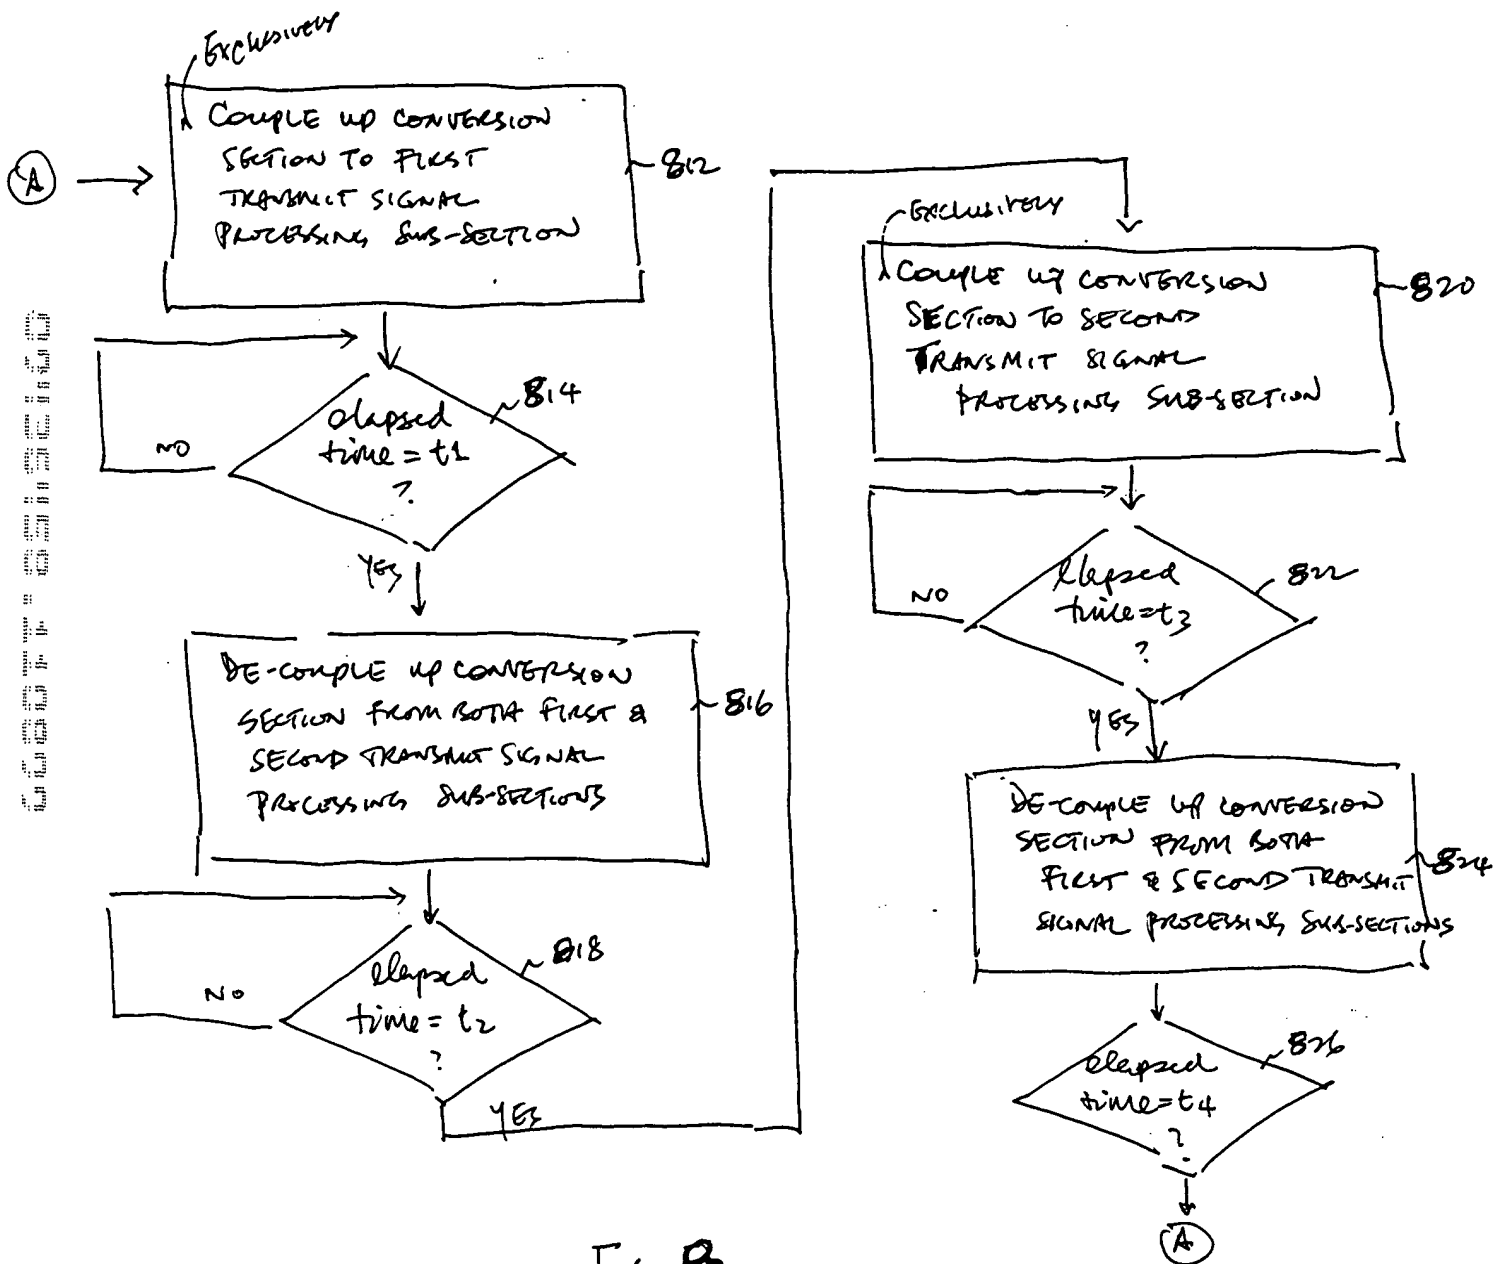 Exclusively
COUPLE UP CONVERSION
SECTION TO FIRST
TRANSMIT SIGNAL
PROCESSING SUB-SECTION
812
A
elapsed
time = t1
?
814
NO
YES
DE-COUPLE UP CONVERSION
SECTION FROM BOTH FIRST &
SECOND TRANSMIT SIGNAL
PROCESSING SUB-SECTIONS
816
elapsed
time = t2
?
818
NO
YES
EXCLUSIVELY
COUPLE UP CONVERSION
SECTION TO SECOND
TRANSMIT SIGNAL
PROCESSING SUB-SECTION
820
Elapsed
time = t3
?
822
NO
YES
DE-COUPLE UP CONVERSION
SECTION FROM BOTH
FIRST & SECOND TRANSMIT
SIGNAL PROCESSING SUB-SECTIONS
824
elapsed
time = t4
?
826
A